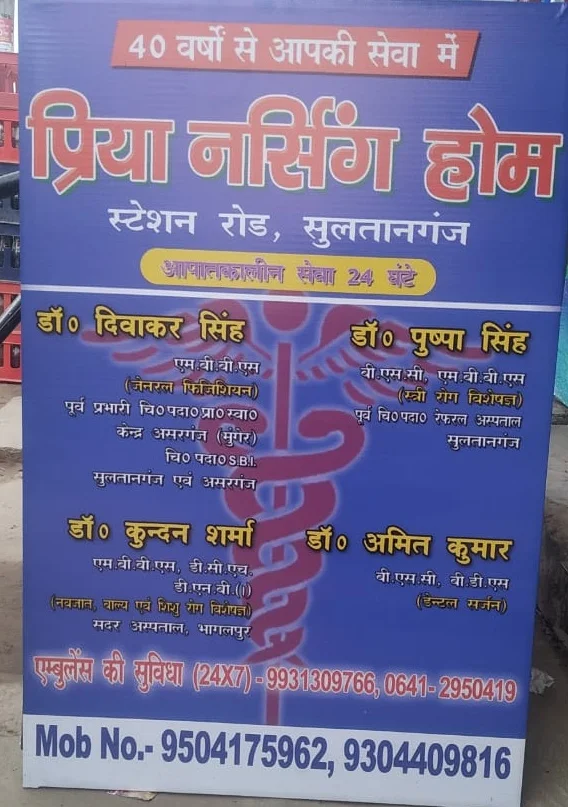 40 वर्षो से आपकी सेवा में
प्रिया नर्सिंग होम
स्टेशन रोड, सुलतानगंज
आपातकालीन सेवा 24 घंटे
डॉ० दिवाकर सिंह
एम.बी.बी.एस
(जेनरल फिजिशियन)
पूर्व प्रभारी चि०पदा०प्रा०स्वा०
केन्द्र असरगंज (मुंगेर)
चि० पदा०S.B.I.
सुलतानगंज एवं असरगंज
डॉ० पुष्पा सिंह
बी.एस.सी, एम.बी.बी.एस
(स्त्री रोग विशेषज्ञ)
पूर्व चि०पदा० रेफरल अस्पताल
सुलतानगंज
डॉ० कुन्दन शर्मा
एम.बी.बी.एस, डी.सी.एच,
डी.एन.बी.(I)
(नवजात, बाल्य एवं शिशु रोग विशेषज्ञ)
सदर अस्पताल, भागलपुर
डॉ० अमित कुमार
बी.एस.सी, बी.डी.एस
(डेन्टल सर्जन)
एम्बुलेंस की सुविधा (24X7) - 9931309766, 0641- 2950419
Mob No.- 9504175962, 9304409816